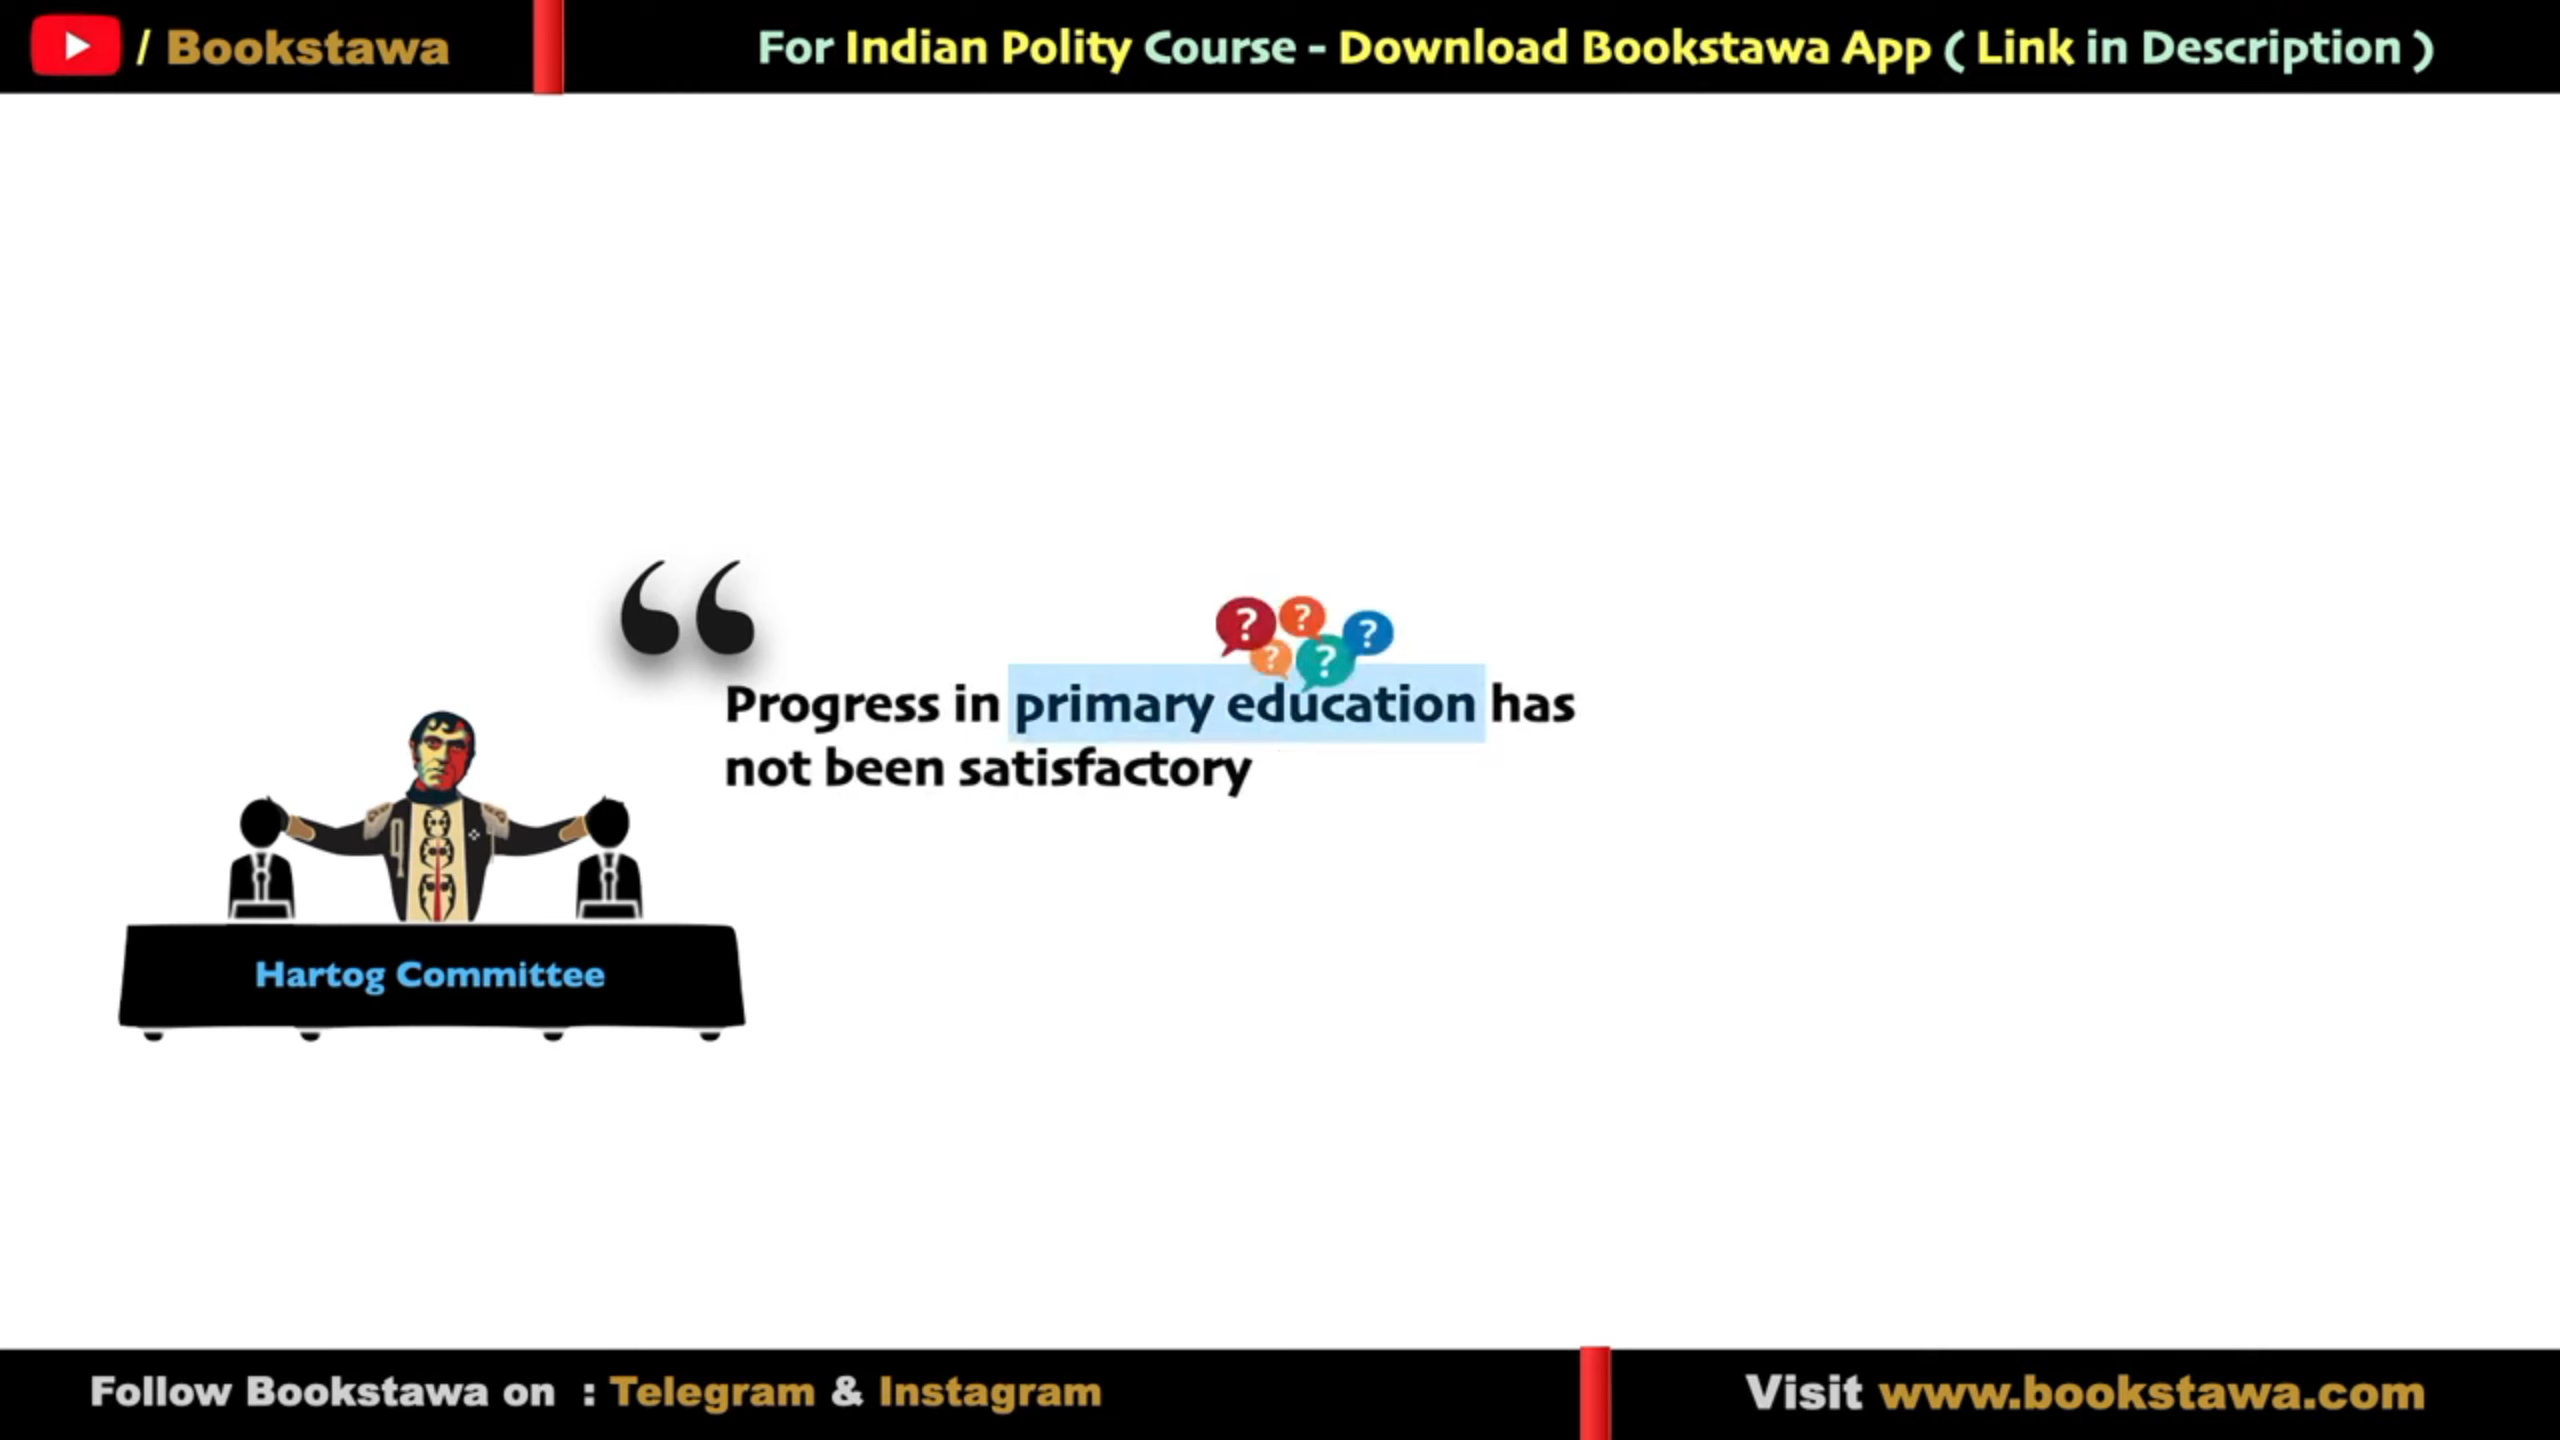 / Bookstawa
For Indian Polity Course - Download Bookstawa App ( Link in Description )
“
? ? ? ? ?
Progress in primary education has
not been satisfactory
Hartog Committee
Follow Bookstawa on : Telegram & Instagram
Visit www.bookstawa.com